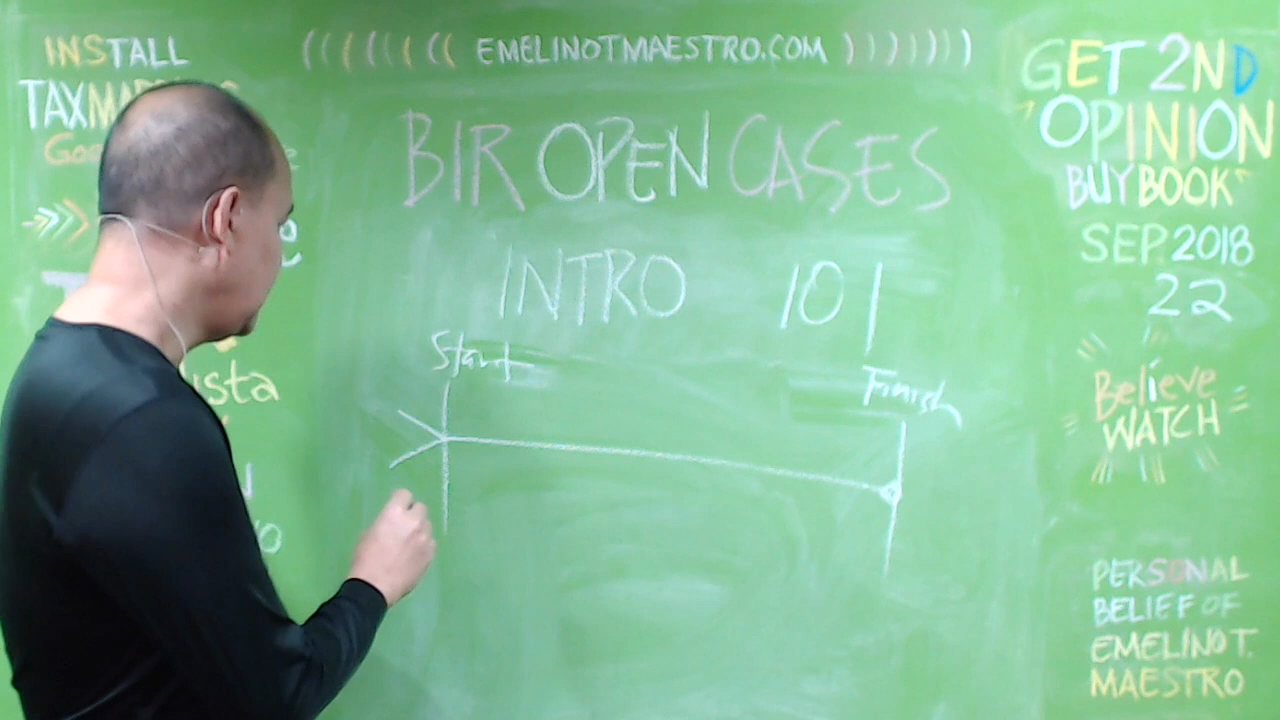 INSTALL
TAXMAP
((((((( EMELINOTMAESTRO.COM )))))))
BIR OPEN CASES
INTRO 101
Start
Finish
GET 2ND
OPINION
BUY BOOK
SEP 2018
22
Believe
WATCH
PERSONAL
BELIEF OF
EMELINO T.
MAESTRO